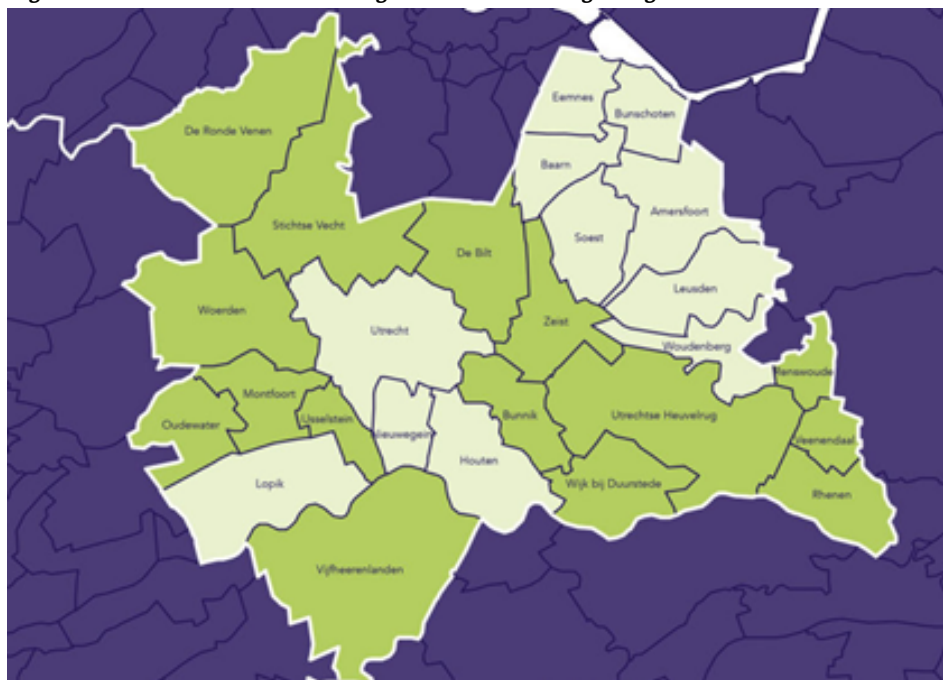 Eemnes
Bunschoten
De Ronde Venen
Baarn
Amersfoort
Stichtse Vecht
Soest
De Bilt
Leusden
Woerden
Zeist
Utrecht
Woudenberg
Renswoude
Montfoort
Oudewater
IJsselstein
Bunnik
Utrechtse Heuvelrug
Nieuwegein
Veenendaal
Houten
Lopik
Wijk bij Duurstede
Rhenen
Vijfheerenlanden